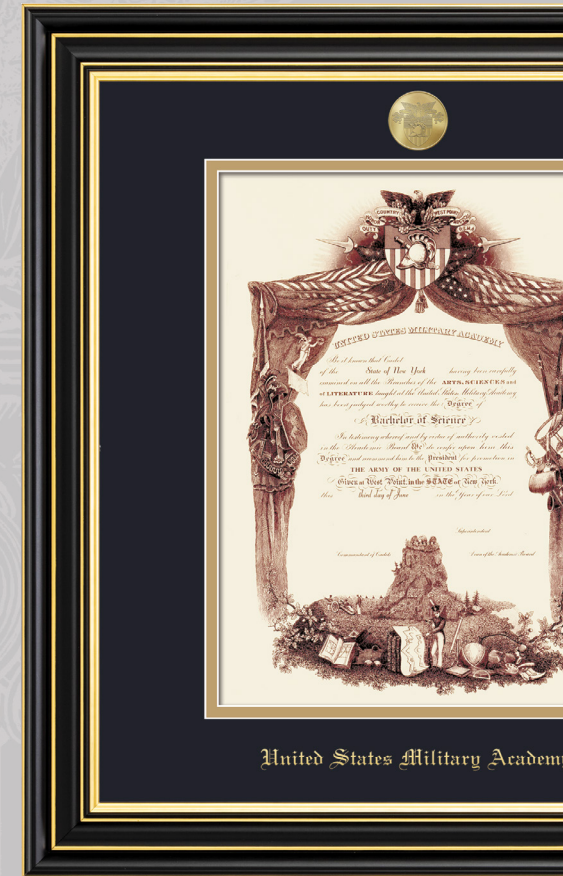 DUTY COUNTRY WEST POINT USMA
UNITED STATES MILITARY ACADEMY
Be it known that Cadet
of the State of New York having been carefully
examined on all the Branches of the ARTS, SCIENCES and
of LITERATURE taught at the United States Military Academy
has been judged worthy to receive the Degree of
Bachelor of Science
In testimony whereof and by virtue of authority vested
in the Academic Board We do confer upon him this
Degree and recommend him to the President for promotion in
THE ARMY OF THE UNITED STATES
Given at West Point, in the STATE of New York
this third day of June in the Year of our Lord
Superintendent
Commandant of Cadets Dean of the Academic Board
United States Military Academy